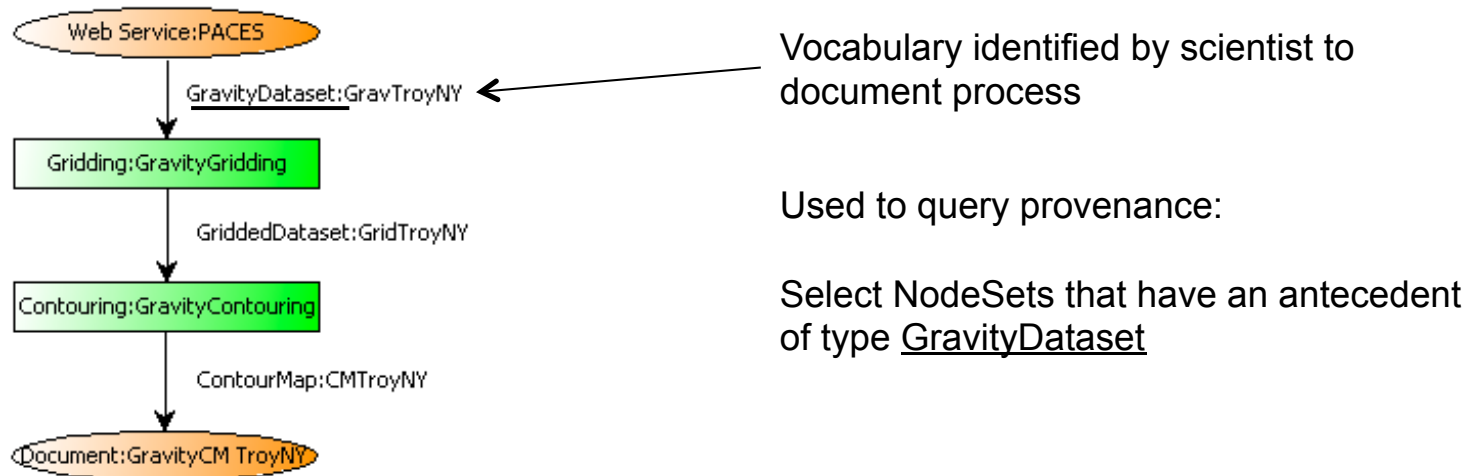 Web Service:PACES
GravityDataset:GravTroyNY
Gridding:GravityGridding
GriddedDataset:GridTroyNY
Contouring:GravityContouring
ContourMap:CMTroyNY
Document:GravityCM TroyNY
Vocabulary identified by scientist to
document process
Used to query provenance:
Select NodeSets that have an antecedent
of type GravityDataset